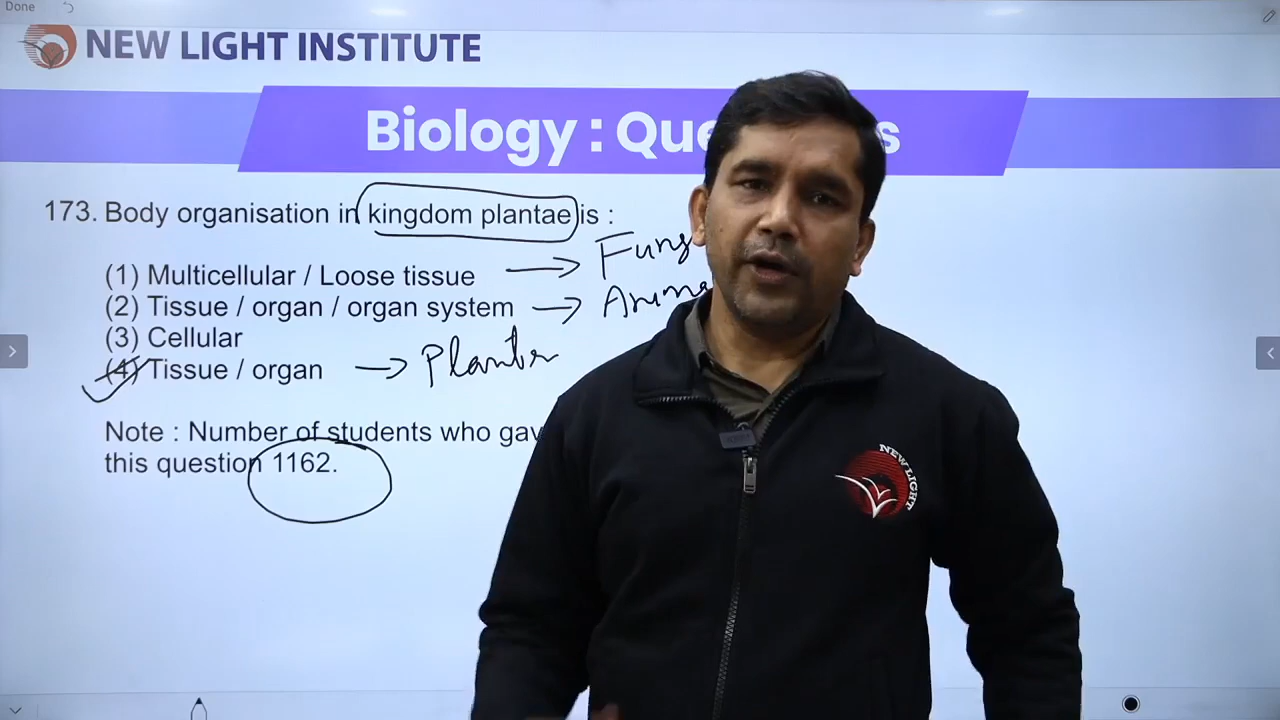 Done
NEW LIGHT INSTITUTE
Biology : Que s
173. Body organisation in kingdom plantae is :
(1) Multicellular / Loose tissue → Fung
(2) Tissue / organ / organ system → Anima
(3) Cellular
(4) Tissue / organ → Plantae
Note : Number of students who gav
this question 1162.
NEW LIGHT